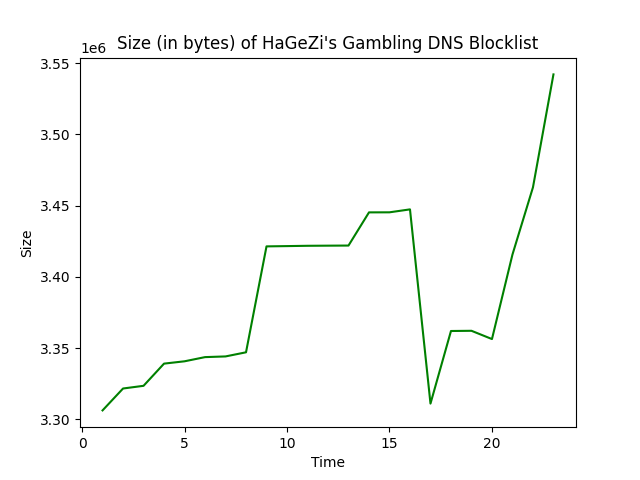 Size (in bytes) of HaGeZi's Gambling DNS Blocklist
1e6
3.55
3.50
3.45
3.40
3.35
3.30
Size
0 5 10 15 20
Time